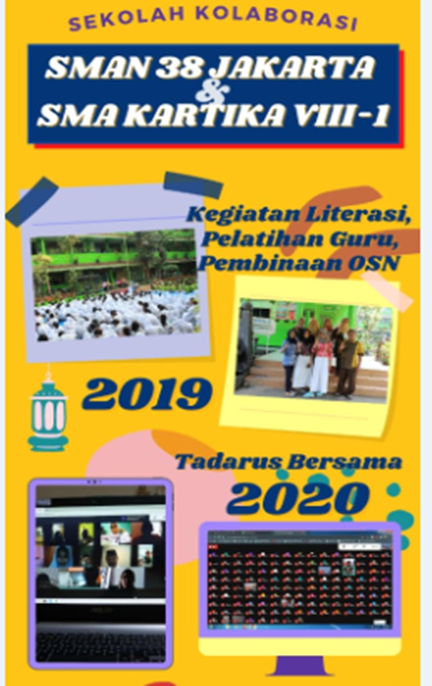 SEKOLAH KOLABORASI
SMAN 38 JAKARTA
&
SMA KARTIKA VIII-1
Kegiatan Literasi,
Pelatihan Guru,
Pembinaan OSN
2019
Tadarus Bersama
2020